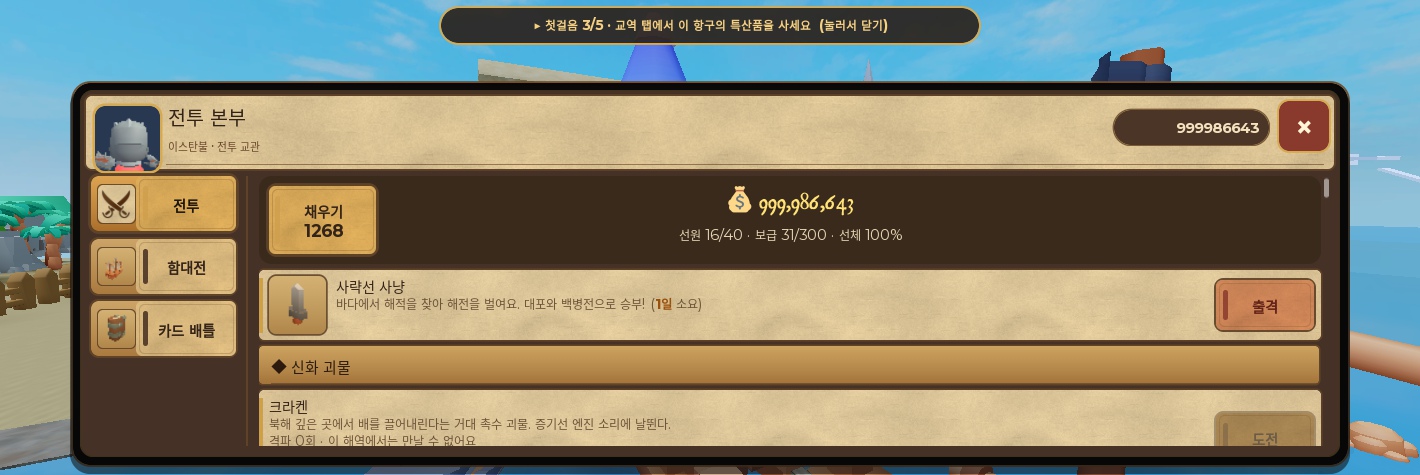 ▸ 첫걸음 3/5 · 교역 탭에서 이 항구의 특산품을 사세요 (눌러서 닫기)
전투 본부
이스탄불 · 전투 교관
999986643
×
전투
함대전
카드 배틀
채우기
1268
999,986,643
선원 16/40 · 보급 31/300 · 선체 100%
사략선 사냥
바다에서 해적을 찾아 해전을 벌여요. 대포와 백병전으로 승부! (1일 소요)
출격
◆ 신화 괴물
크라켄
북해 깊은 곳에서 배를 끌어내린다는 거대 촉수 괴물. 증기선 엔진 소리에 날뛴다.
격파 0회 · 이 해역에서는 만날 수 없어요
도전